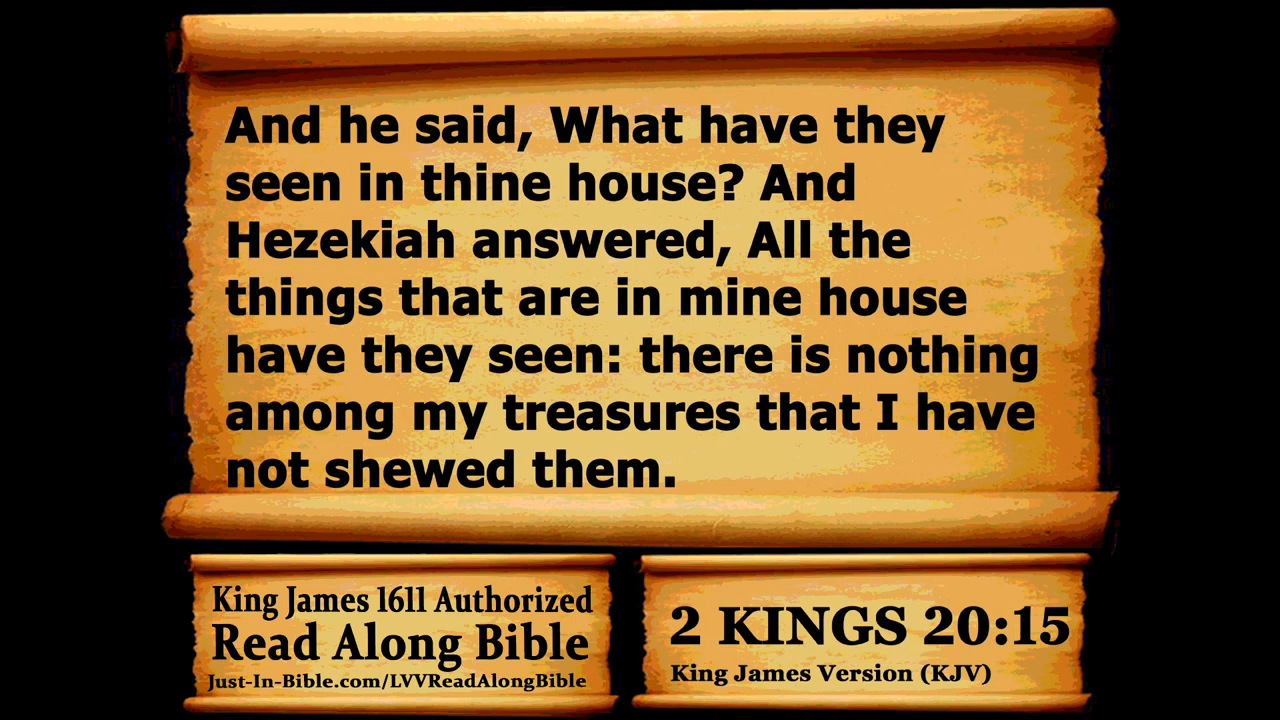 And he said, What have they
seen in thine house? And
Hezekiah answered, All the
things that are in mine house
have they seen: there is nothing
among my treasures that I have
not shewed them.
King James 1611 Authorized
Read Along Bible
Just-In-Bible.com/LVVReadAlongBible
2 KINGS 20:15
King James Version (KJV)